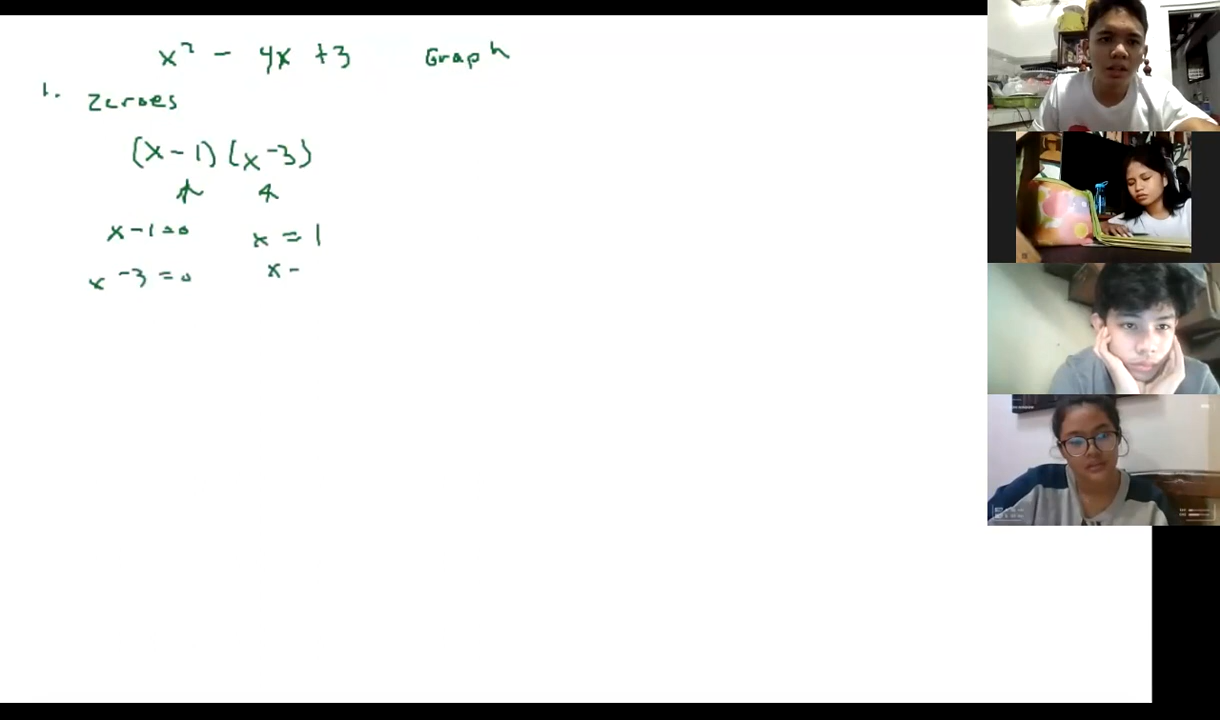 x² - 4x + 3 Graph
1. Zeroes
(x - 1) (x - 3)
x - 1 = 0 x = 1
x - 3 = 0 x -